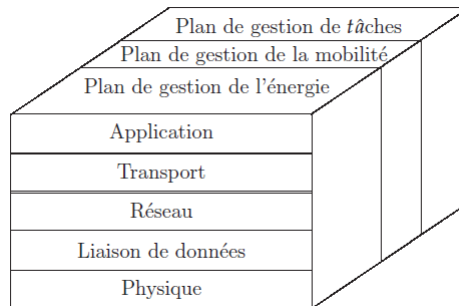 Plan de gestion de tâches
Plan de gestion de la mobilité
Plan de gestion de l'énergie
Application
Transport
Réseau
Liaison de données
Physique